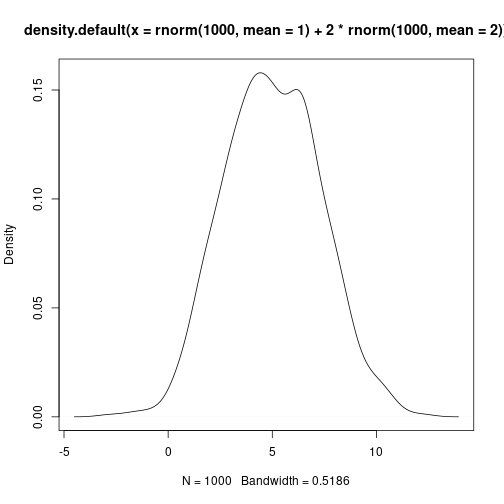 density.default(x = rnorm(1000, mean = 1) + 2 * rnorm(1000, mean = 2))
0.15
0.10
Density
0.05
0.00
-5 0 5 10
N = 1000 Bandwidth = 0.5186